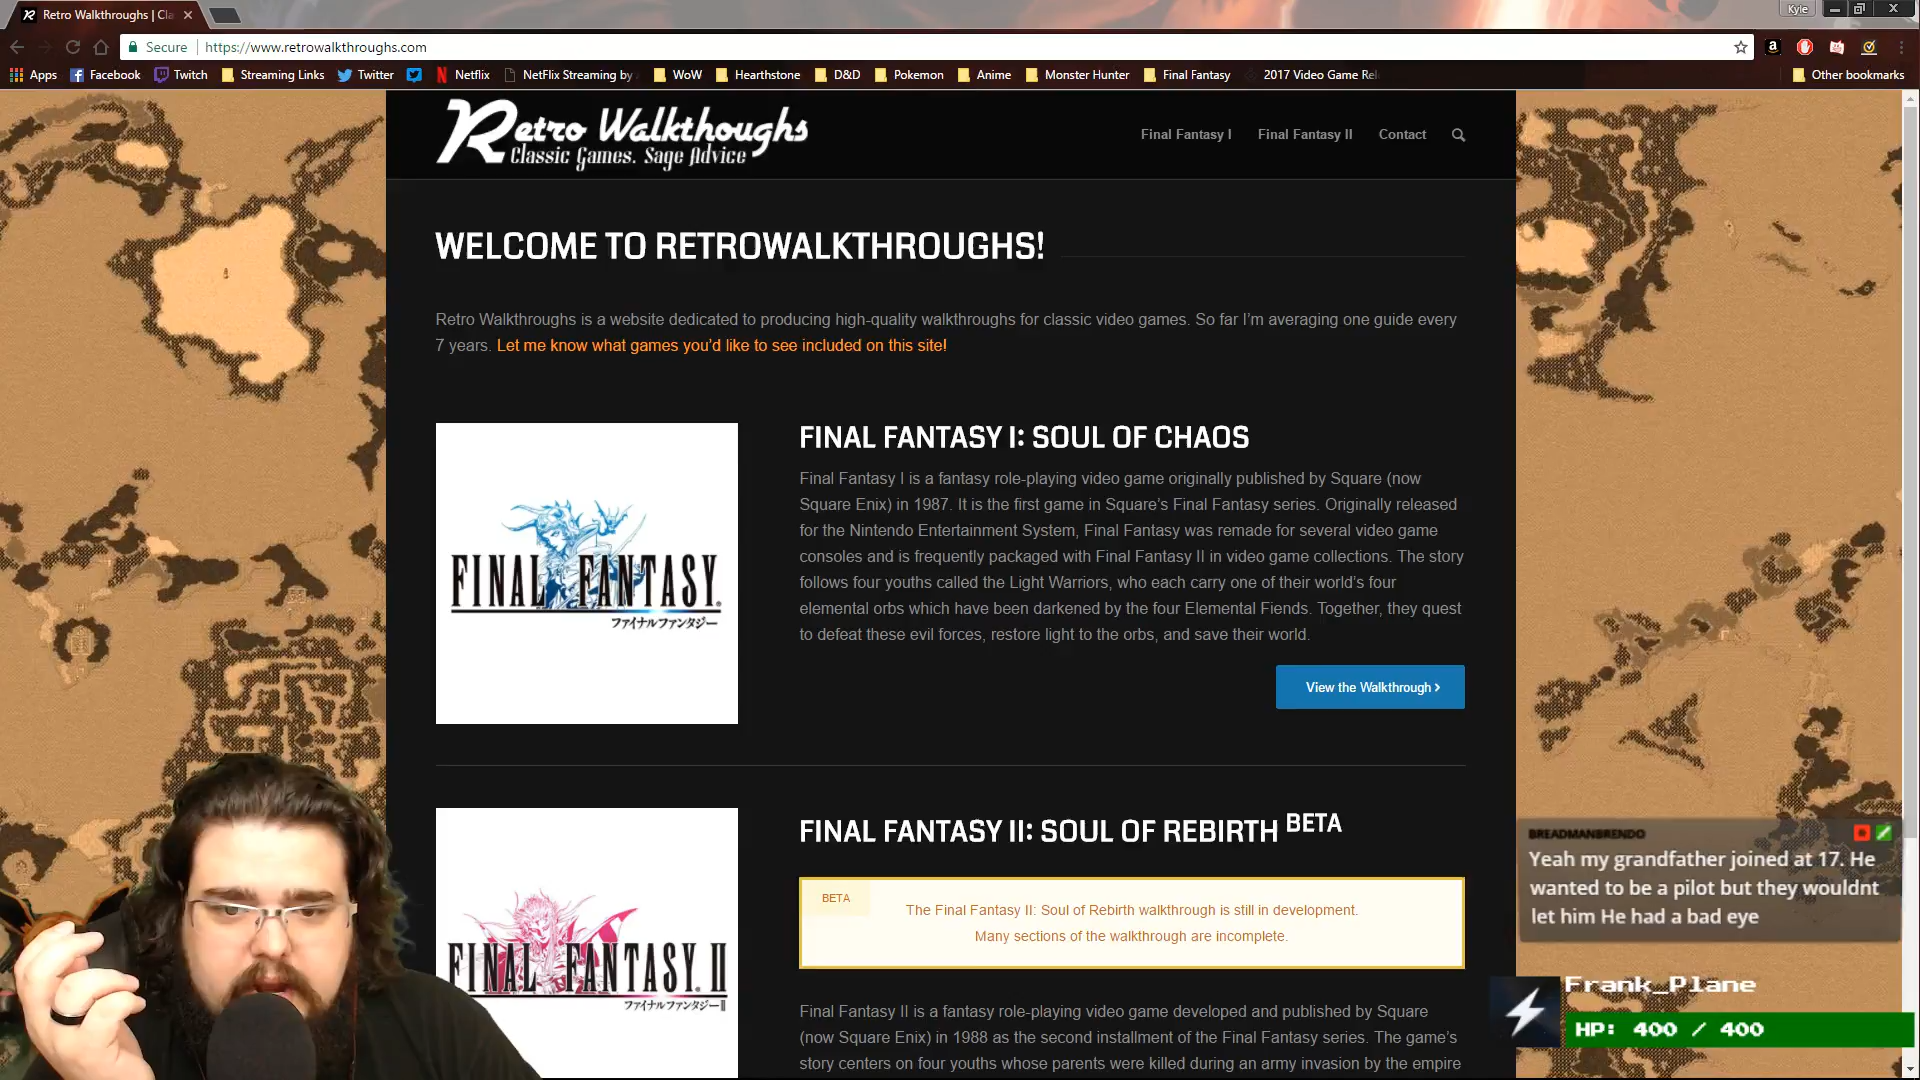 Retro Walkthroughs | Cla
Kyle
Secure | https://www.retrowalkthroughs.com
Apps Facebook Twitch Streaming Links Twitter Netflix NetFlix Streaming by WoW Hearthstone D&D Pokemon Anime Monster Hunter Final Fantasy 2017 Video Game Rel Other bookmarks
Retro Walkthoughs
Classic Games. Sage Advice
Final Fantasy I Final Fantasy II Contact
WELCOME TO RETROWALKTHROUGHS!
Retro Walkthroughs is a website dedicated to producing high-quality walkthroughs for classic video games. So far I'm averaging one guide every
7 years. Let me know what games you'd like to see included on this site!
FINAL FANTASY
ファイナルファンタジー
FINAL FANTASY I: SOUL OF CHAOS
Final Fantasy I is a fantasy role-playing video game originally published by Square (now
Square Enix) in 1987. It is the first game in Square's Final Fantasy series. Originally released
for the Nintendo Entertainment System, Final Fantasy was remade for several video game
consoles and is frequently packaged with Final Fantasy II in video game collections. The story
follows four youths called the Light Warriors, who each carry one of their world's four
elemental orbs which have been darkened by the four Elemental Fiends. Together, they quest
to defeat these evil forces, restore light to the orbs, and save their world.
View the Walkthrough ›
FINAL FANTASY II
ファイナルファンタジーII
FINAL FANTASY II: SOUL OF REBIRTH BETA
BETA
The Final Fantasy II: Soul of Rebirth walkthrough is still in development.
Many sections of the walkthrough are incomplete.
Final Fantasy II is a fantasy role-playing video game developed and published by Square
(now Square Enix) in 1988 as the second installment of the Final Fantasy series. The game's
story centers on four youths whose parents were killed during an army invasion by the empire
BREADMANBRENDO
Yeah my grandfather joined at 17. He
wanted to be a pilot but they wouldnt
let him He had a bad eye
Frank_Plane
HP: 400 / 400